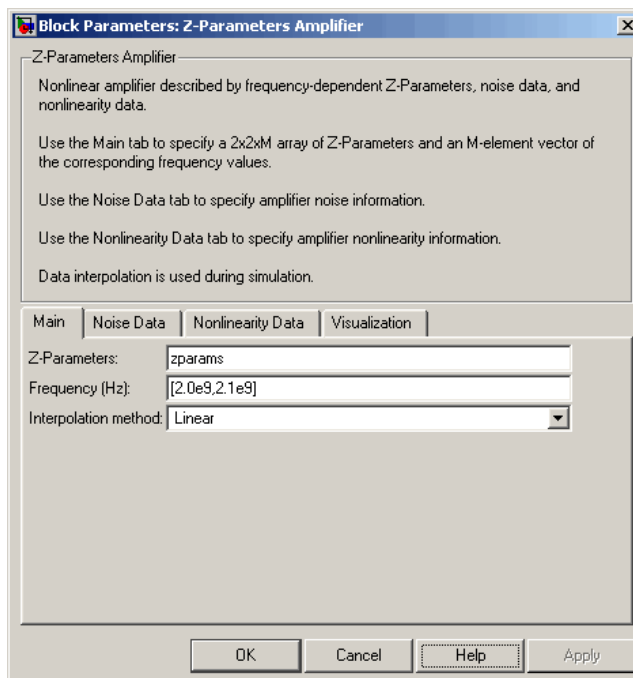 Block Parameters: Z-Parameters Amplifier
Z-Parameters Amplifier
Nonlinear amplifier described by frequency-dependent Z-Parameters, noise data, and
nonlinearity data.
Use the Main tab to specify a 2x2xM array of Z-Parameters and an M-element vector of
the corresponding frequency values.
Use the Noise Data tab to specify amplifier noise information.
Use the Nonlinearity Data tab to specify amplifier nonlinearity information.
Data interpolation is used during simulation.
Main Noise Data Nonlinearity Data Visualization
Z-Parameters: zparams
Frequency (Hz): [2.0e9,2.1e9]
Interpolation method: Linear
OK Cancel Help Apply